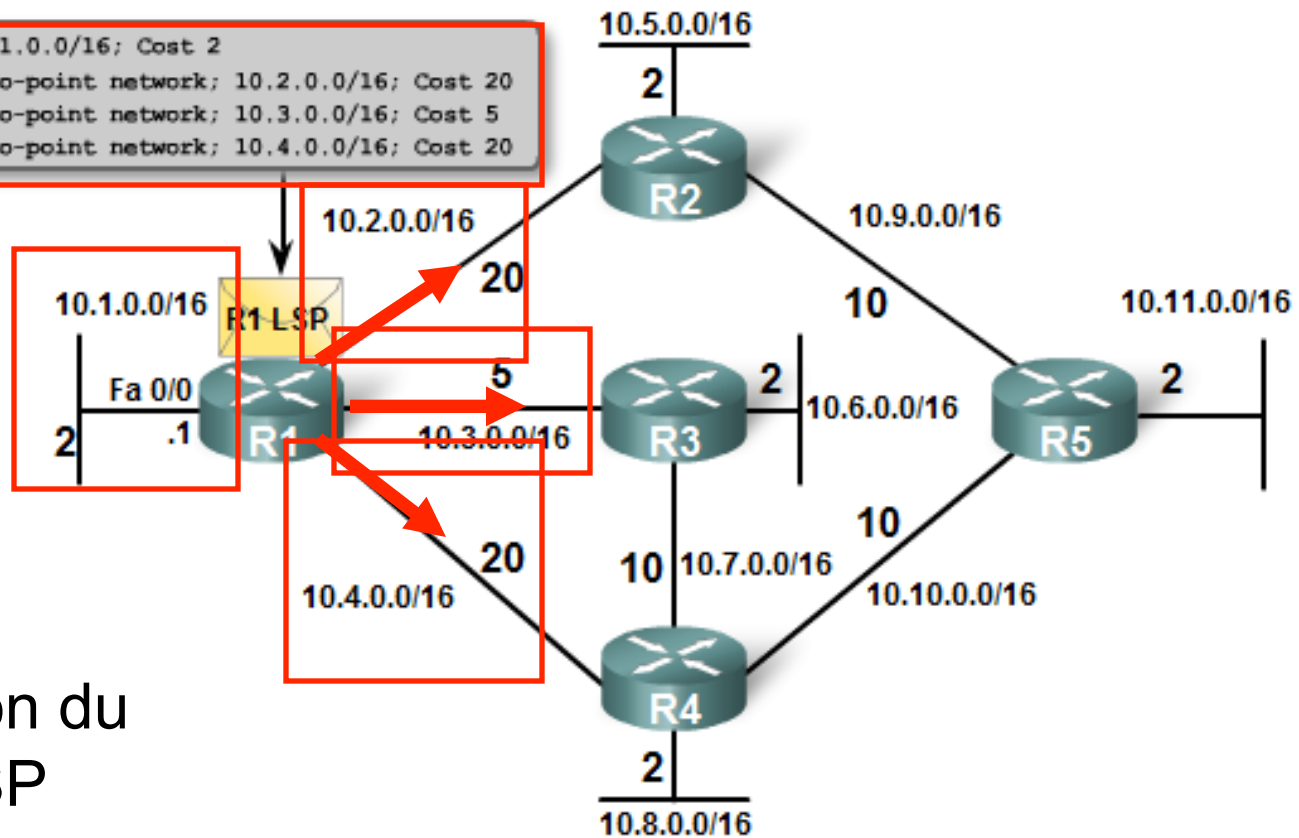 10.5.0.0/16
1.0.0/16; Cost 2
o-point network; 10.2.0.0/16; Cost 20
o-point network; 10.3.0.0/16; Cost 5
o-point network; 10.4.0.0/16; Cost 20
2
R2
10.2.0.0/16
20
10.9.0.0/16
10
10.1.0.0/16
R1 LSP
10.11.0.0/16
Fa 0/0
.1
2
R1
5
10.3.0.0/16
R3
2
10.6.0.0/16
R5
2
20
10.4.0.0/16
10
10.7.0.0/16
10
10.10.0.0/16
R4
2
10.8.0.0/16
on du
SP